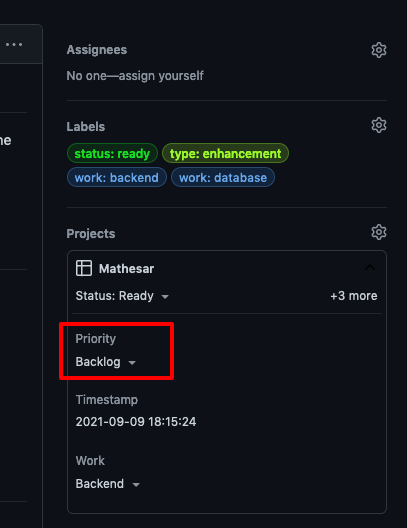 Assignees
No one—assign yourself
Labels
ne
status: ready type: enhancement
work: backend work: database
Projects
Mathesar
Status: Ready +3 more
Priority
Backlog
Timestamp
2021-09-09 18:15:24
Work
Backend